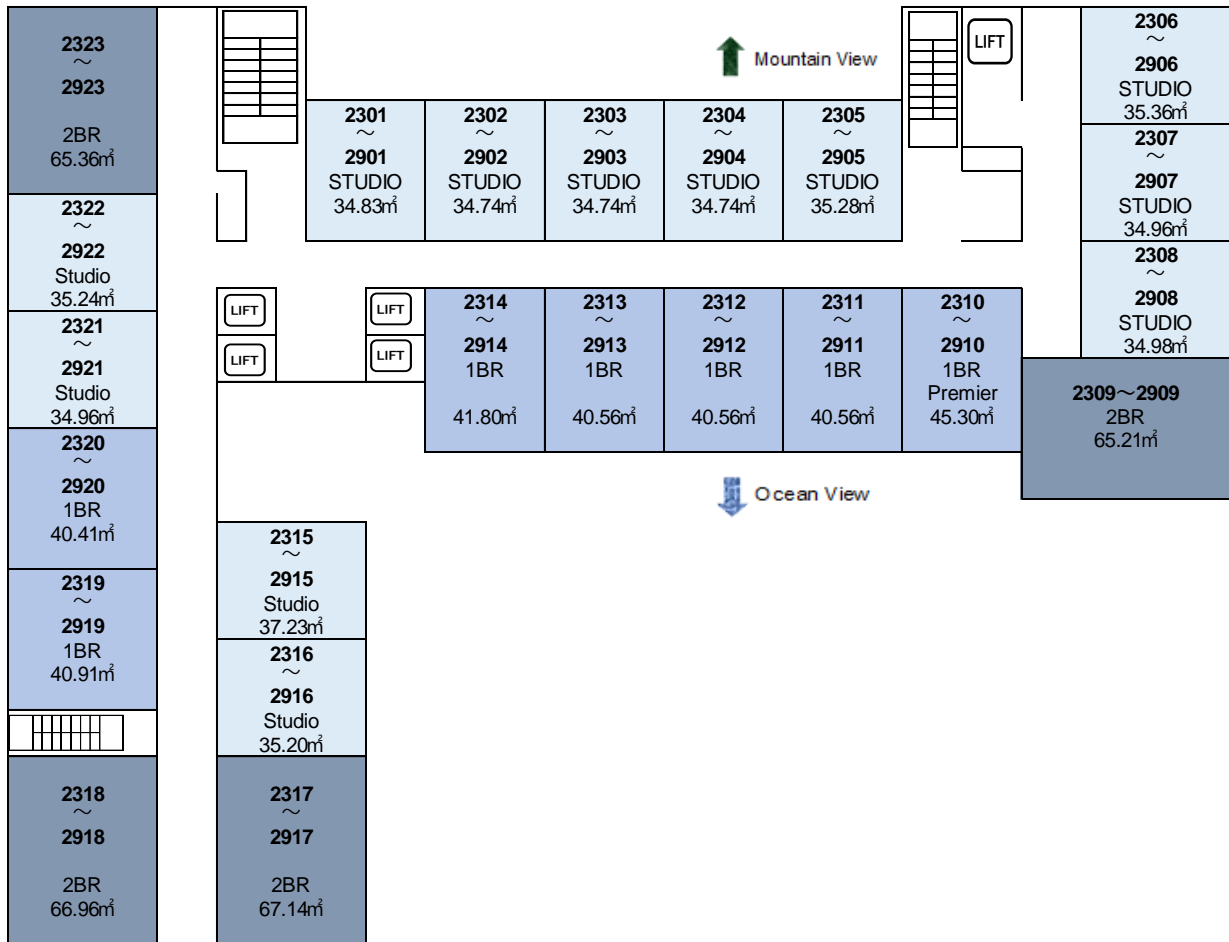 2323
~
2923
2BR
65.36㎡
2322
~
2922
Studio
35.24㎡
2321
~
2921
Studio
34.96㎡
2320
~
2920
1BR
40.41㎡
2319
~
2919
1BR
40.91㎡
2318
~
2918
2BR
66.96㎡
Mountain View
LIFT
2301
~
2901
STUDIO
34.83㎡
2302
~
2902
STUDIO
34.74㎡
2303
~
2903
STUDIO
34.74㎡
2304
~
2904
STUDIO
34.74㎡
2305
~
2905
STUDIO
35.28㎡
2306
~
2906
STUDIO
35.36㎡
2307
~
2907
STUDIO
34.96㎡
2308
~
2908
STUDIO
34.98㎡
2309~2909
2BR
65.21㎡
LIFT
LIFT
LIFT
LIFT
2314
~
2914
1BR
41.80㎡
2313
~
2913
1BR
40.56㎡
2312
~
2912
1BR
40.56㎡
2311
~
2911
1BR
40.56㎡
2310
~
2910
1BR
Premier
45.30㎡
Ocean View
2315
~
2915
Studio
37.23㎡
2316
~
2916
Studio
35.20㎡
2317
~
2917
2BR
67.14㎡